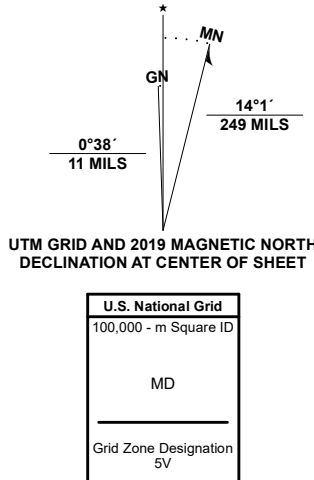 ★
MN
GN
14°1´
249 MILS
0°38´
11 MILS
UTM GRID AND 2019 MAGNETIC NORTH
DECLINATION AT CENTER OF SHEET
U.S. National Grid
100,000 - m Square ID
MD
Grid Zone Designation
5V